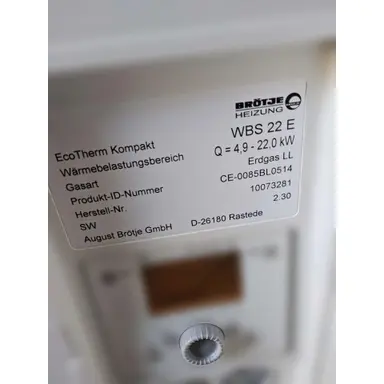 BRÖTJE
HEIZUNG
EcoTherm Kompakt WBS 22 E
Wärmebelastungsbereich Q = 4,9 - 22,0 kW
Gasart Erdgas LL
Produkt-ID-Nummer CE-0085BL0514
Herstell-Nr. 10073281
SW 2.30
August Brötje GmbH D-26180 Rastede